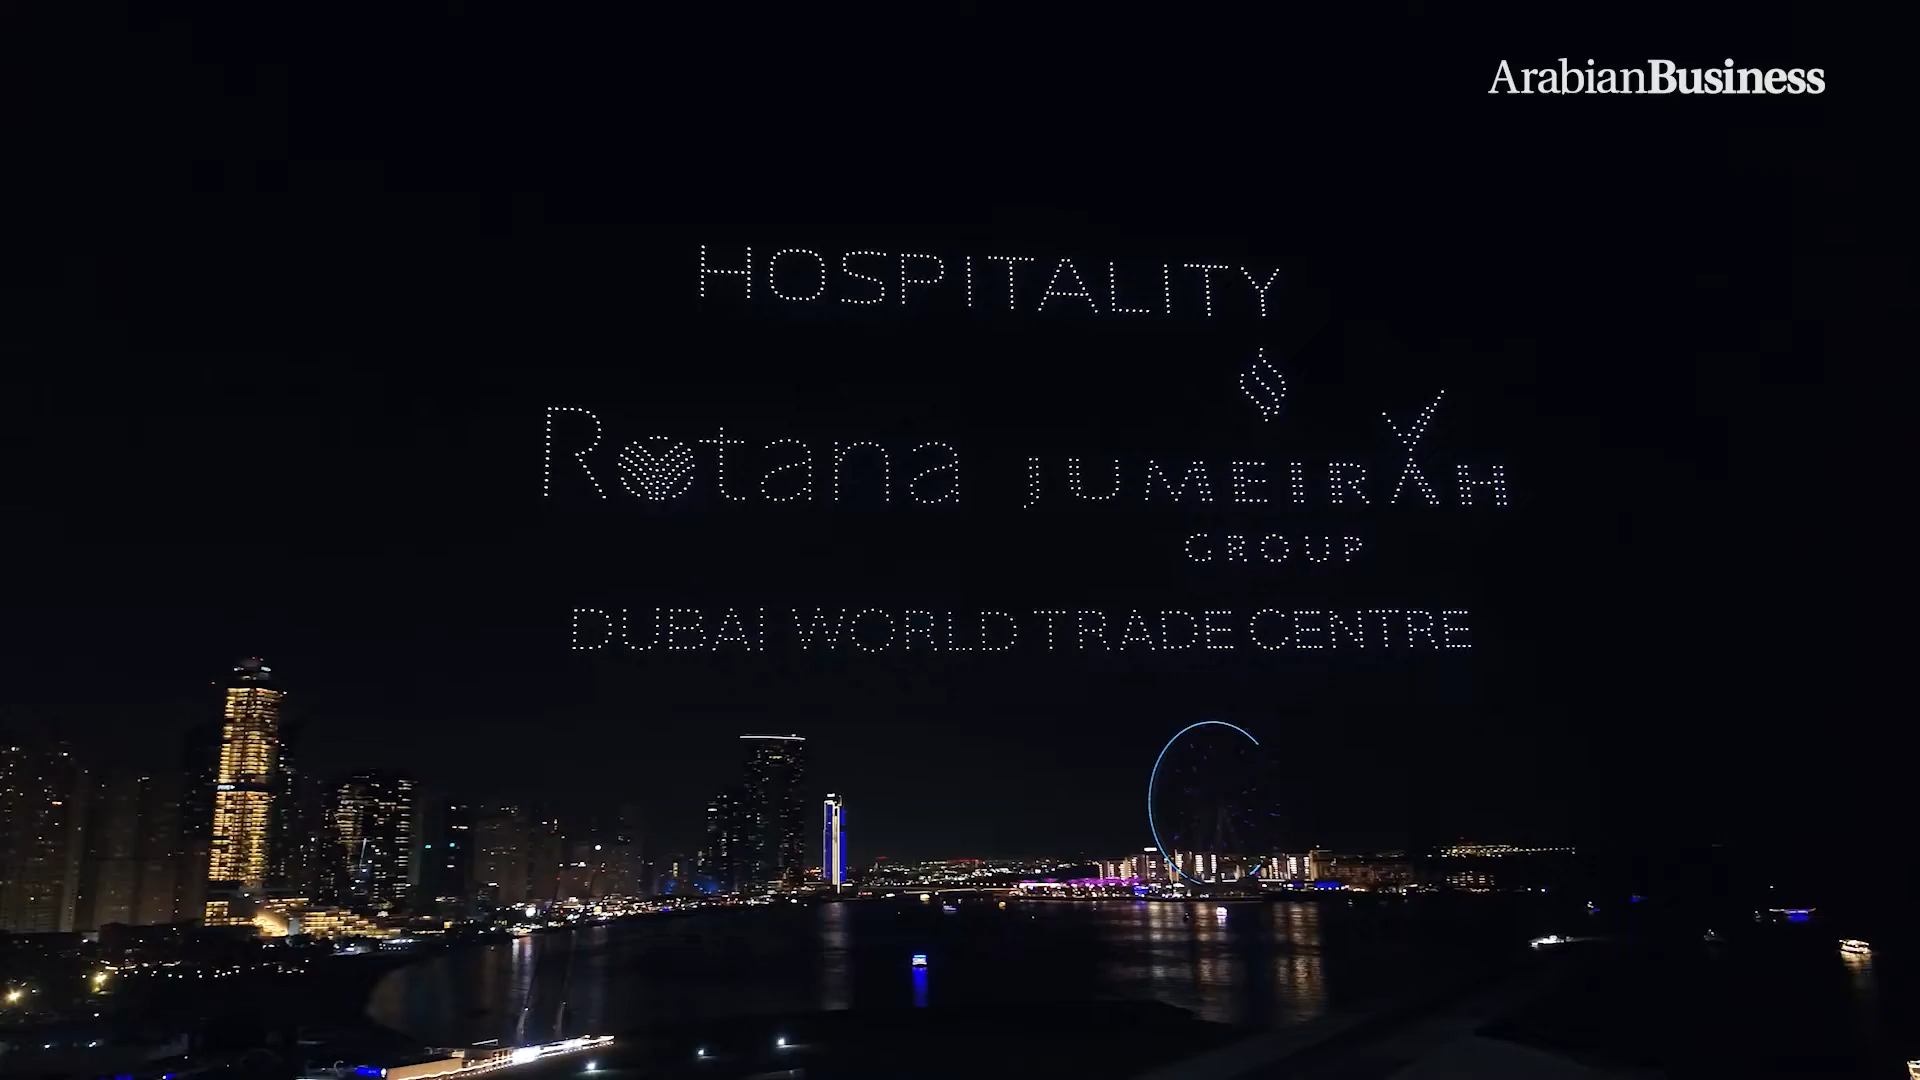 ArabianBusiness
HOSPITALITY
Rotana
JUMEIRAH
GROUP
DUBAI WORLD TRADE CENTRE